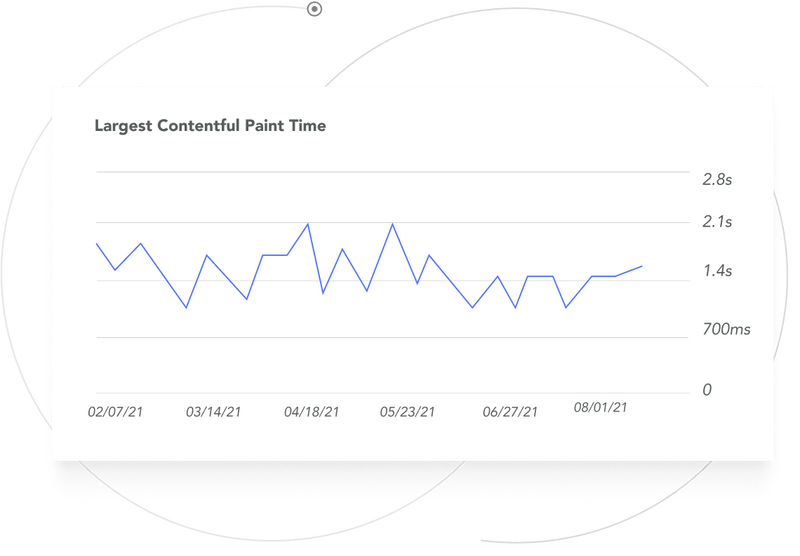 Largest Contentful Paint Time
2.8s
2.1s
1.4s
700ms
0
02/07/21 03/14/21 04/18/21 05/23/21 06/27/21 08/01/21